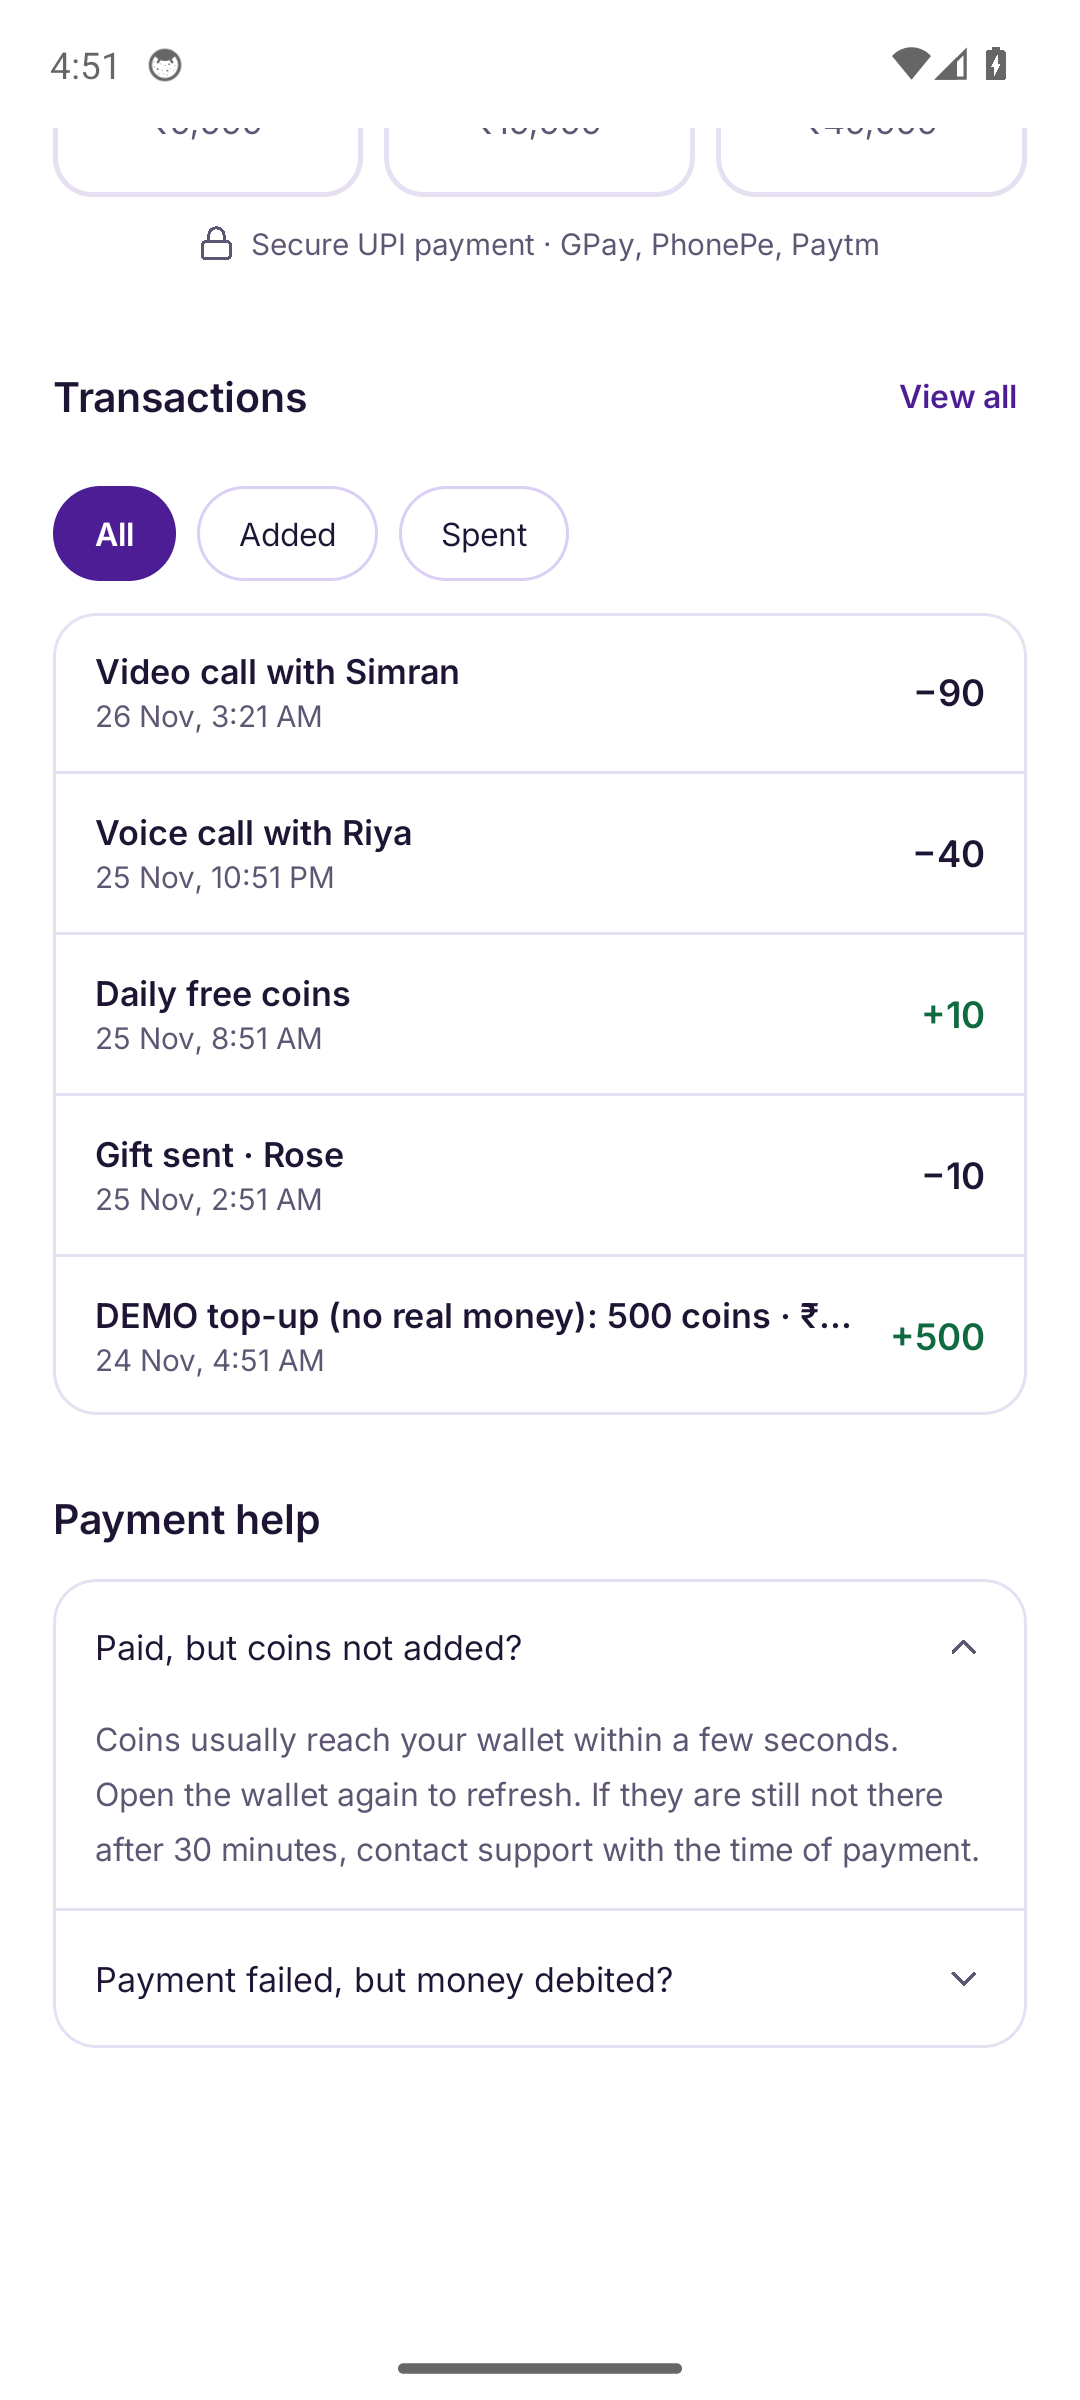 4:51
Secure UPI payment · GPay, PhonePe, Paytm
Transactions
View all
All
Added
Spent
Video call with Simran
26 Nov, 3:21 AM
−90
Voice call with Riya
25 Nov, 10:51 PM
−40
Daily free coins
25 Nov, 8:51 AM
+10
Gift sent · Rose
25 Nov, 2:51 AM
−10
DEMO top-up (no real money): 500 coins · ₹...
24 Nov, 4:51 AM
+500
Payment help
Paid, but coins not added?
Coins usually reach your wallet within a few seconds.
Open the wallet again to refresh. If they are still not there
after 30 minutes, contact support with the time of payment.
Payment failed, but money debited?